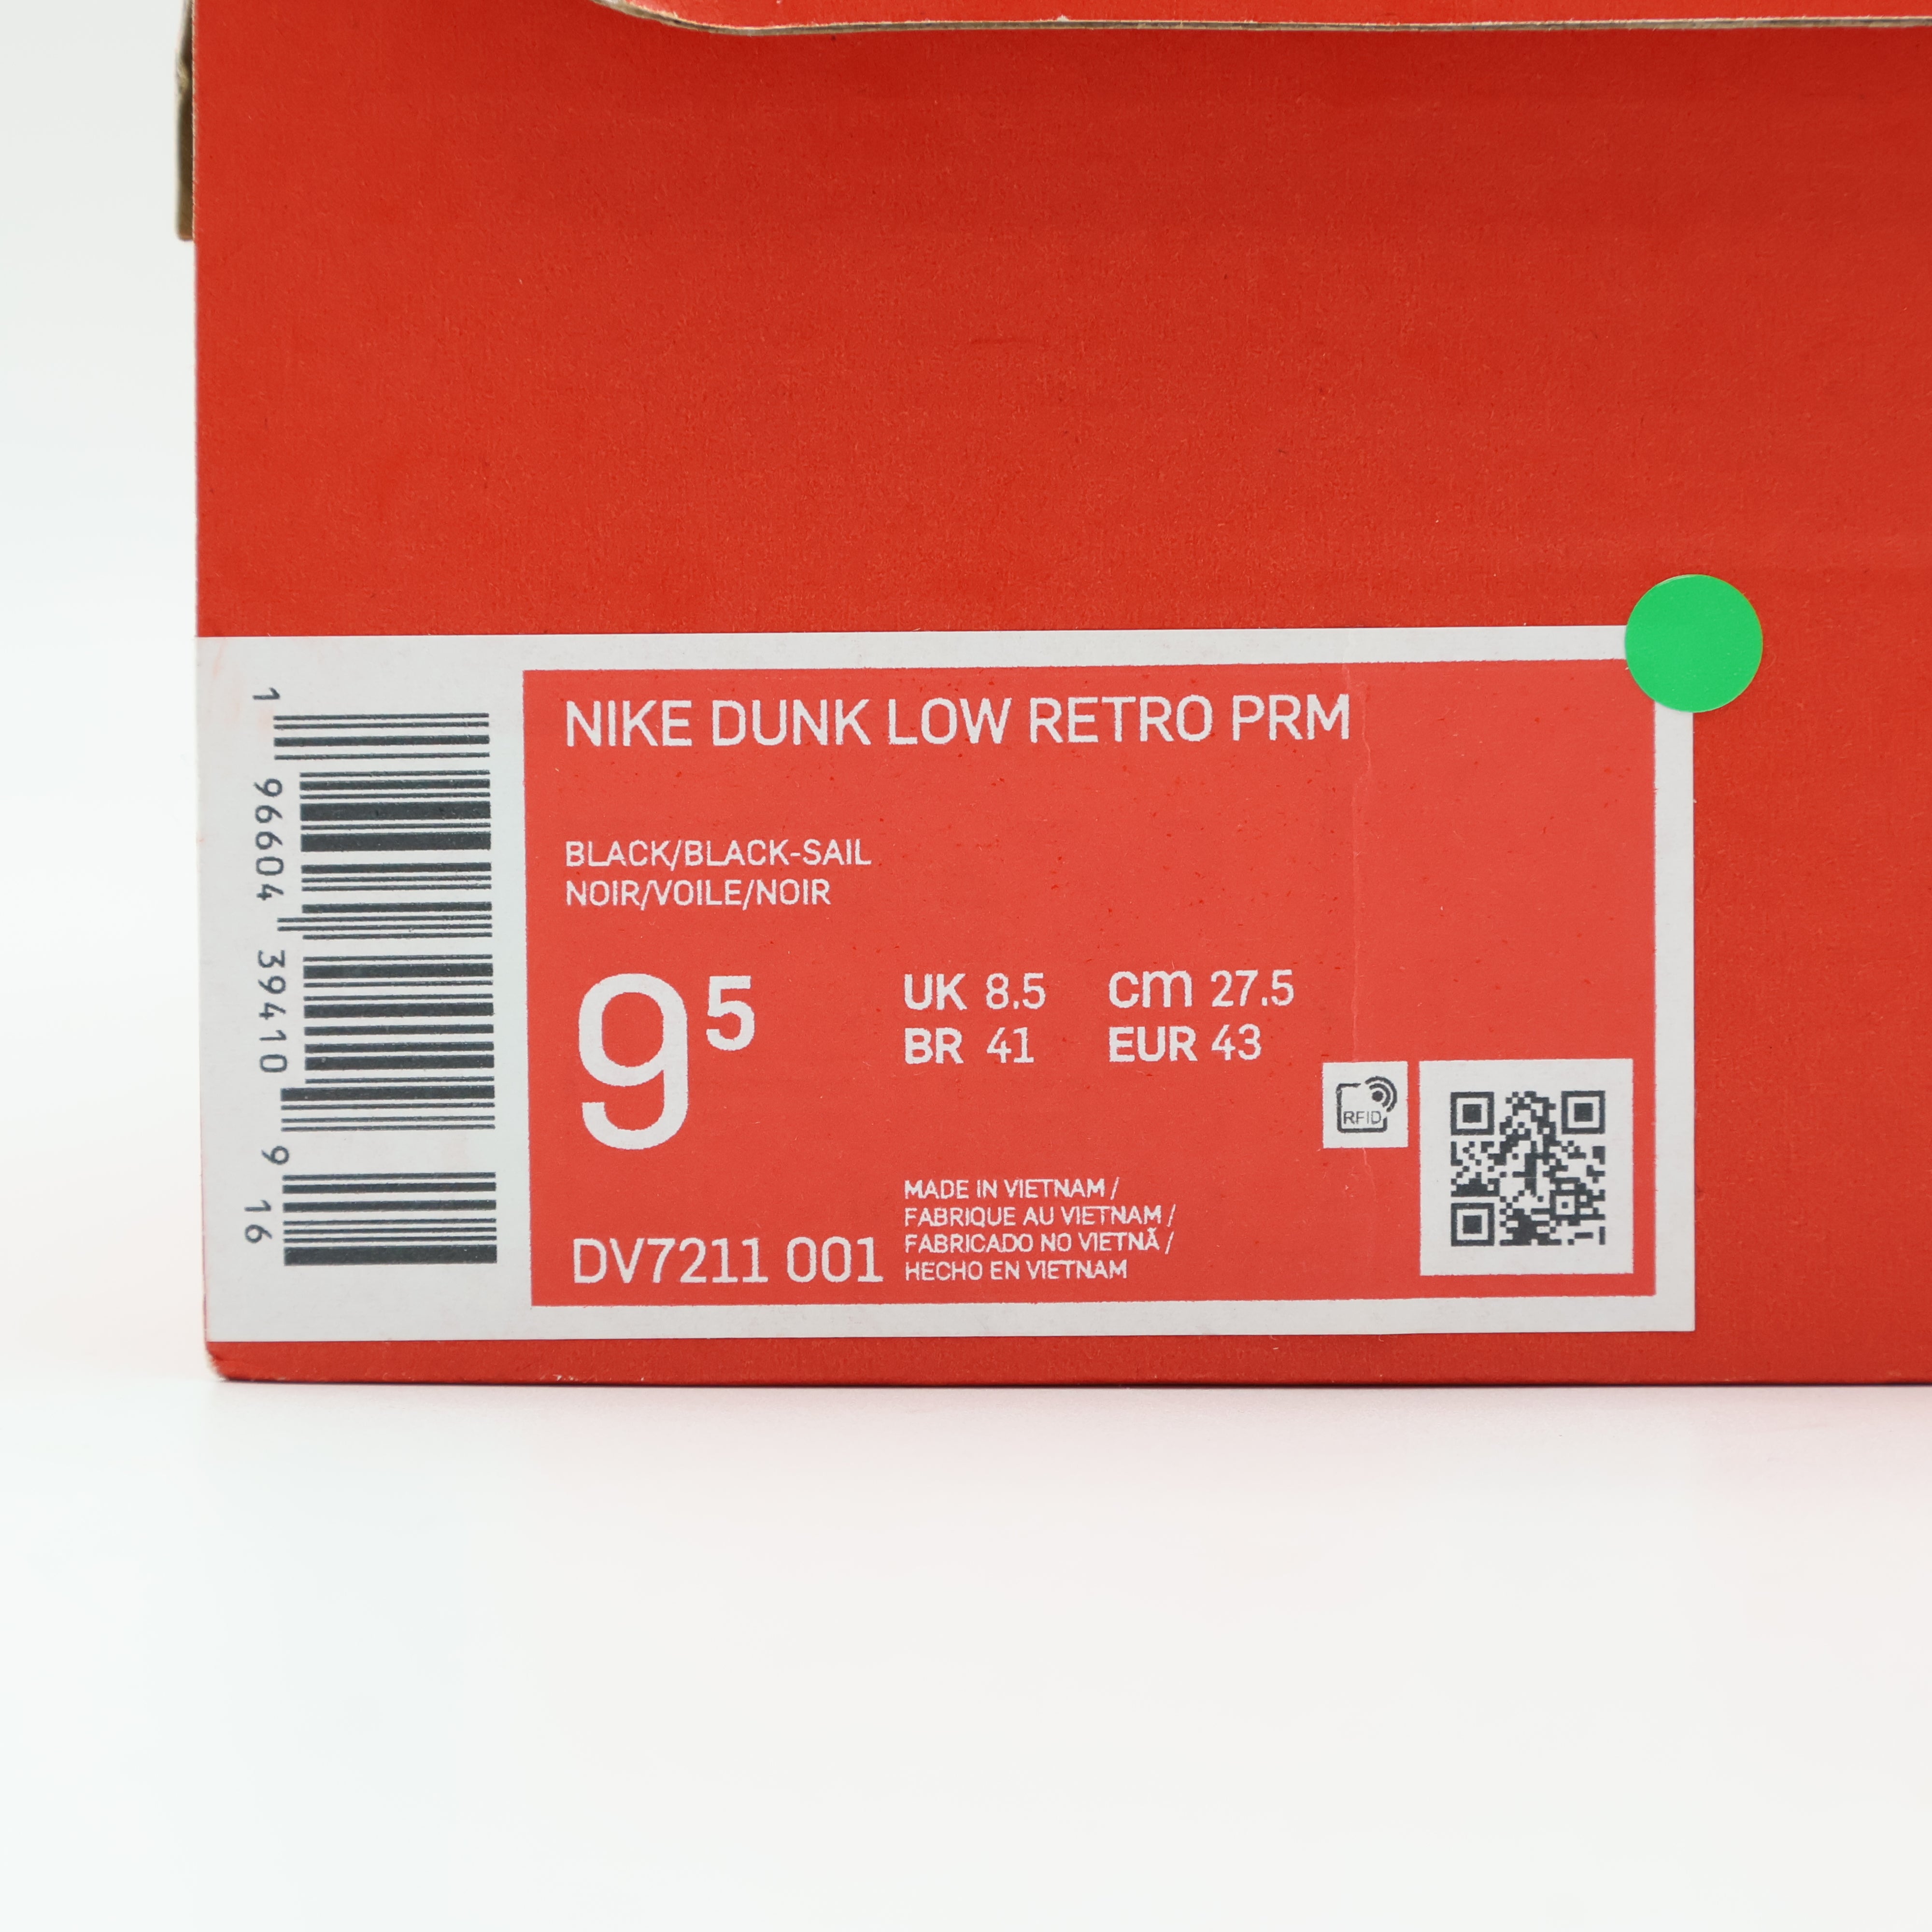 1 96604 39410 9 16
NIKE DUNK LOW RETRO PRM
BLACK/BLACK-SAIL
NOIR/VOILE/NOIR
9⁵
UK 8.5 cm 27.5
BR 41 EUR 43
RFID
MADE IN VIETNAM /
FABRIQUE AU VIETNAM /
FABRICADO NO VIETNÃ /
HECHO EN VIETNAM
DV7211 001